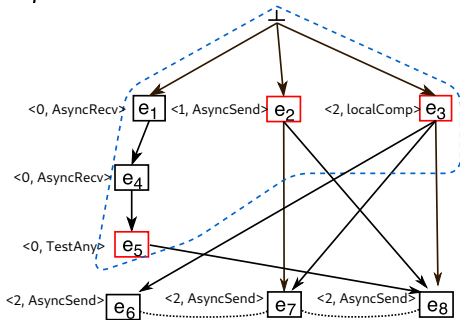 ⊥
<0, AsyncRecv> e1 <1, AsyncSend> e2 <2, localComp> e3
<0, AsyncRecv> e4
<0, TestAny> e5
<2, AsyncSend> e6 <2, AsyncSend> e7 <2, AsyncSend> e8